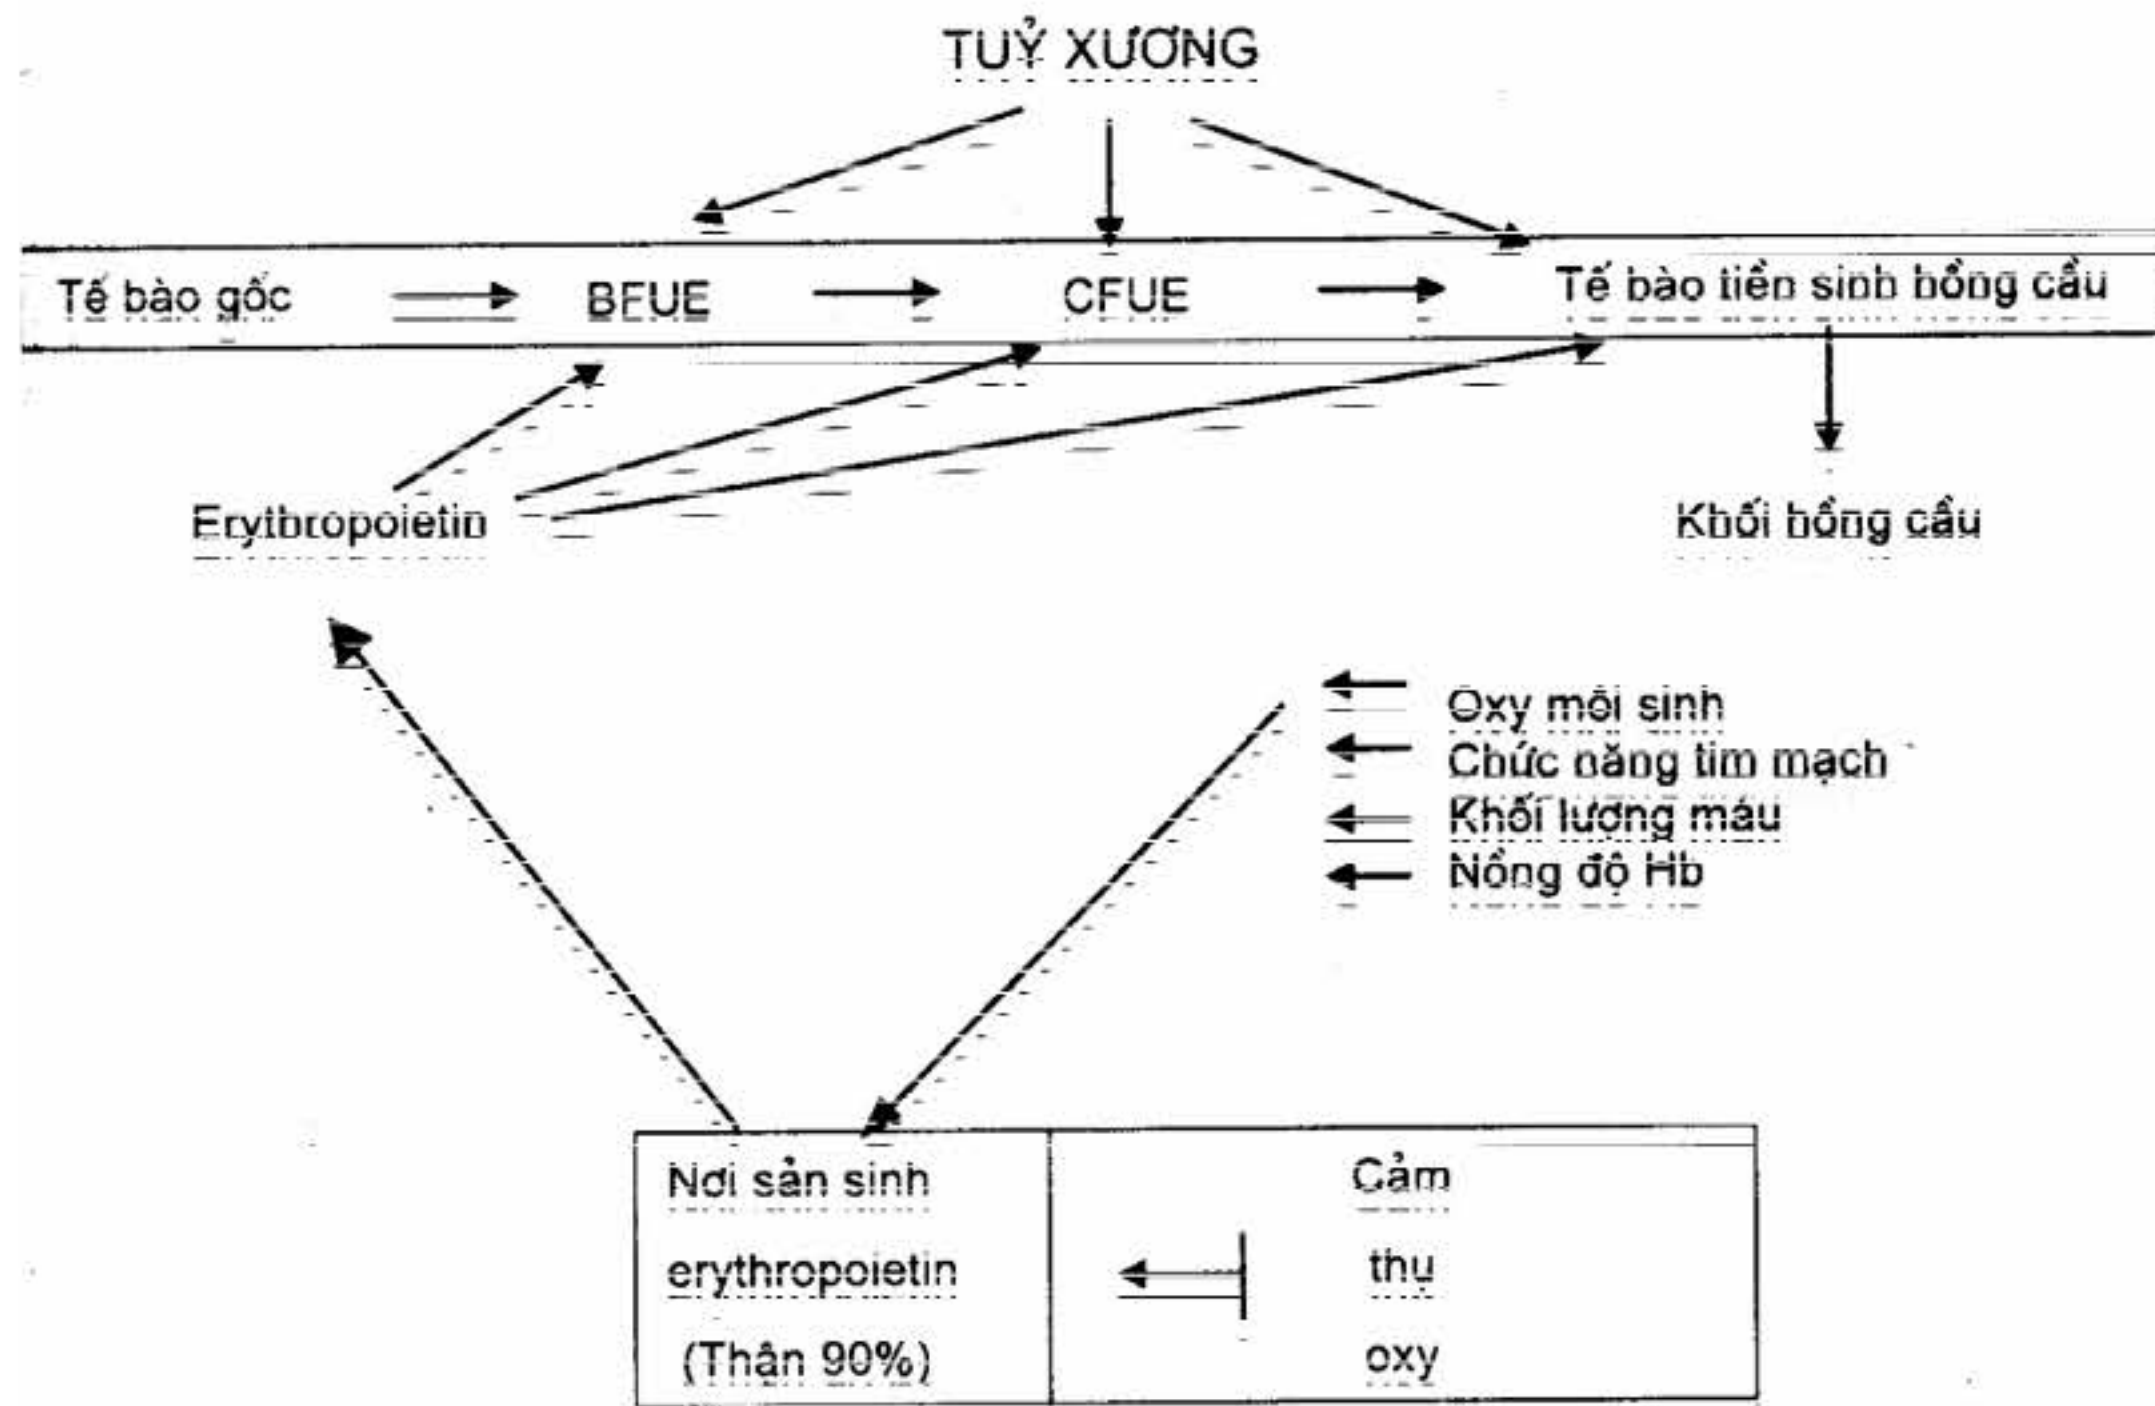 TUỶ XƯƠNG
Tế bào gốc BFUE CFUE Tế bào tiền sinh hồng cầu
Erythropoietin Khối hồng cầu
Oxy môi sinh
Chức năng tim mạch
Khối lượng máu
Nồng độ Hb
Nơi sản sinh Cảm
erythropoietin thụ
(Thận 90%) oxy